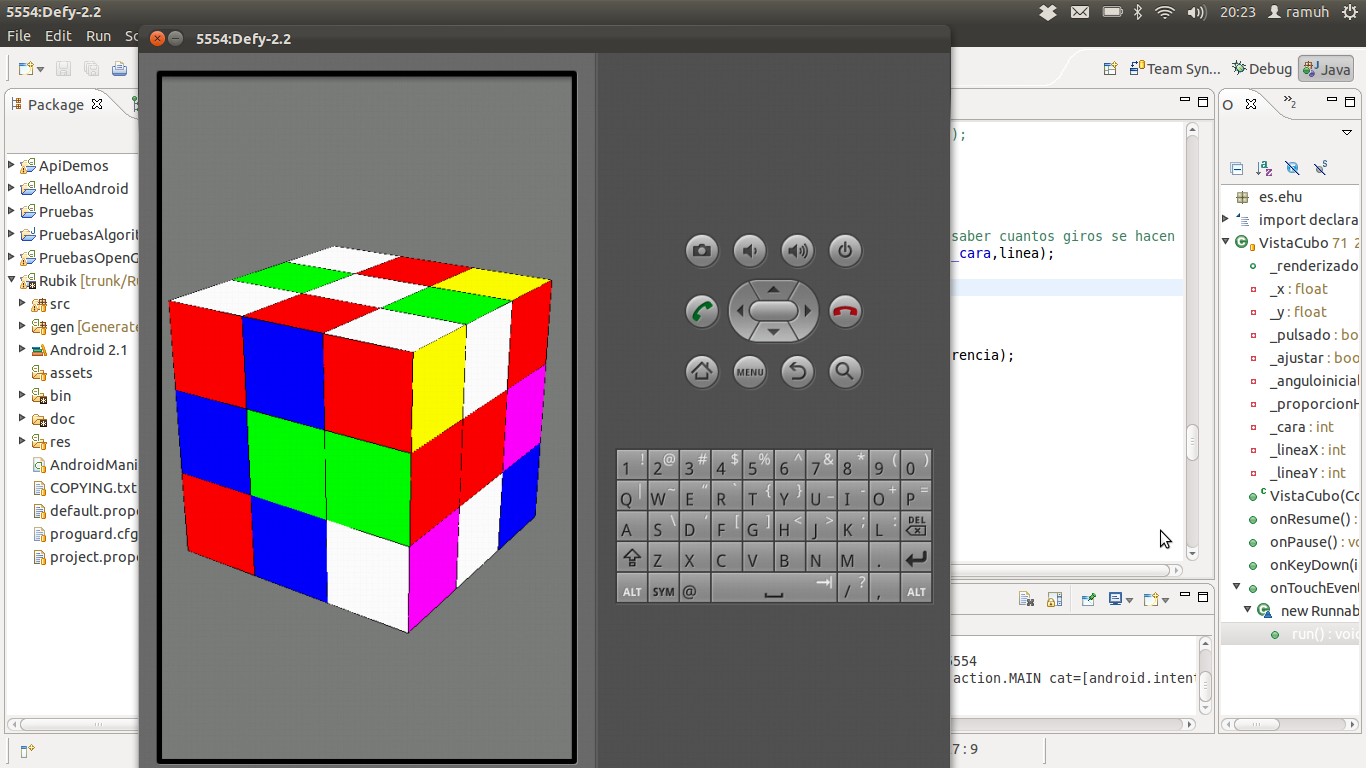 5554:Defy-2.2
20:23
ramuh
File Edit Run
5554:Defy-2.2
Team Syn...
Debug
Java
Package
ApiDemos
HelloAndroid
Pruebas
PruebasAlgorit
PruebasOpenG
Rubik [trunk/Ru
src
gen [Generate
Android 2.1
assets
bin
doc
res
AndroidMani
COPYING.txt
default.prope
proguard.cfg
project.prope
MENU
1 ! 2 @ 3 # 4 $ 5 % 6 ^ 7 & 8 * 9 ( 0 )
Q | W ~ E " R ` T { Y } U _ I - O + P =
A S \ D ' F [ G ] H < J > K ; L : DEL
Z X C V B N M .
ALT SYM @ / ? , ALT
);
saber cuantos giros se hacen
_cara,linea);
rencia);
5554
action.MAIN cat=[android.intent
7:9
O
2
es.ehu
import declara
VistaCubo 71 2
_renderizado
_x : float
_y : float
_pulsado : bo
_ajustar : boo
_anguloinicial
_proporcionH
_cara : int
_lineaX : int
_lineaY : int
VistaCubo(Co
onResume()
onPause() : vo
onKeyDown(i
onTouchEvent
new Runnab
run() : void